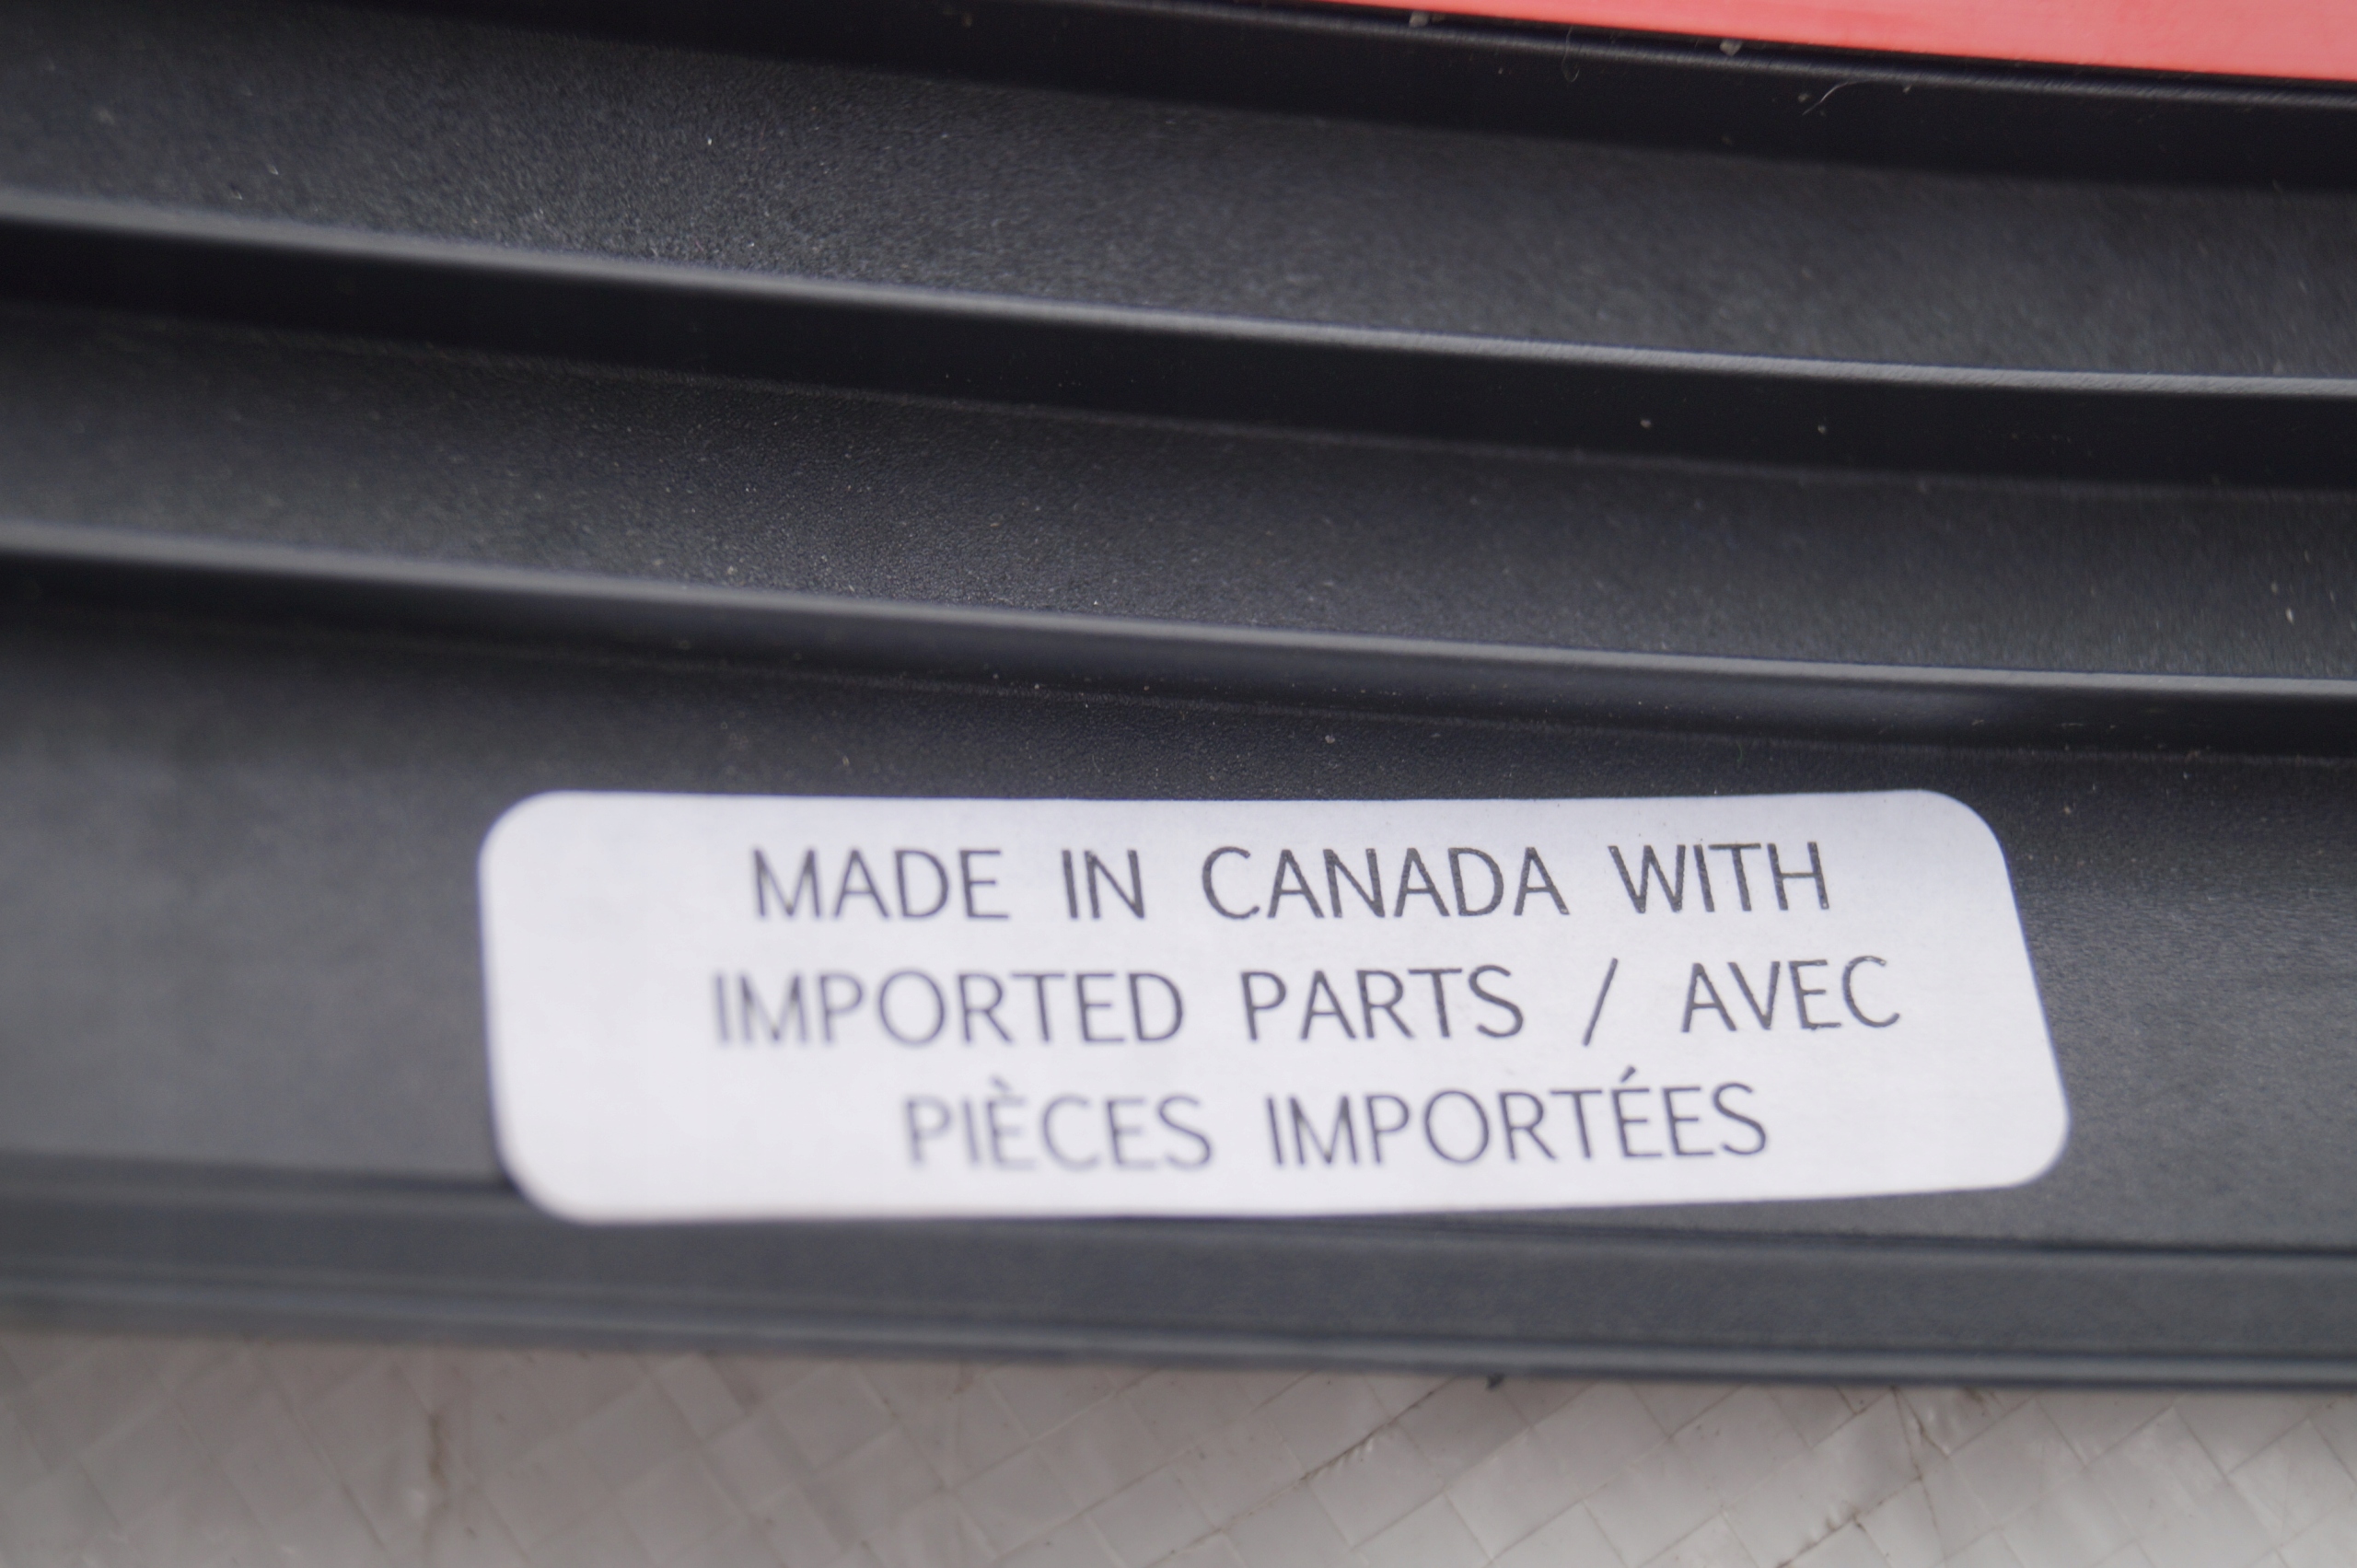 MADE IN CANADA WITH
IMPORTED PARTS / AVEC
PIÈCES IMPORTÉES